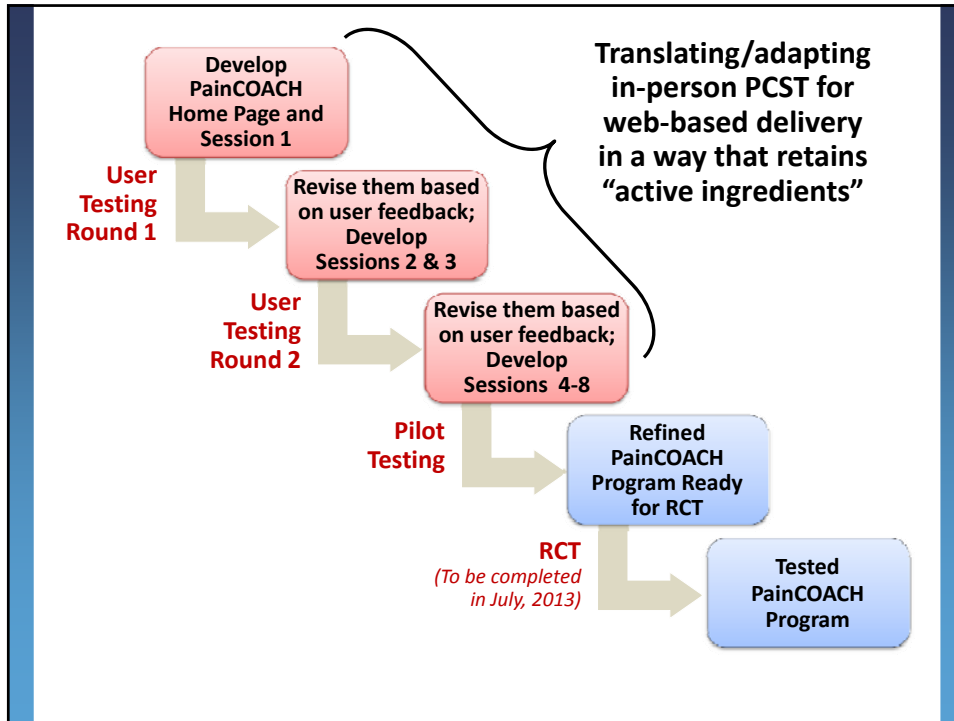 Develop
PainCOACH
Home Page and
Session 1
Translating/adapting
in-person PCST for
web-based delivery
in a way that retains
“active ingredients”
User
Testing
Round 1
Revise them based
on user feedback;
Develop
Sessions 2 & 3
User
Testing
Round 2
Revise them based
on user feedback;
Develop
Sessions 4-8
Pilot
Testing
Refined
PainCOACH
Program Ready
for RCT
RCT
(To be completed
in July, 2013)
Tested
PainCOACH
Program